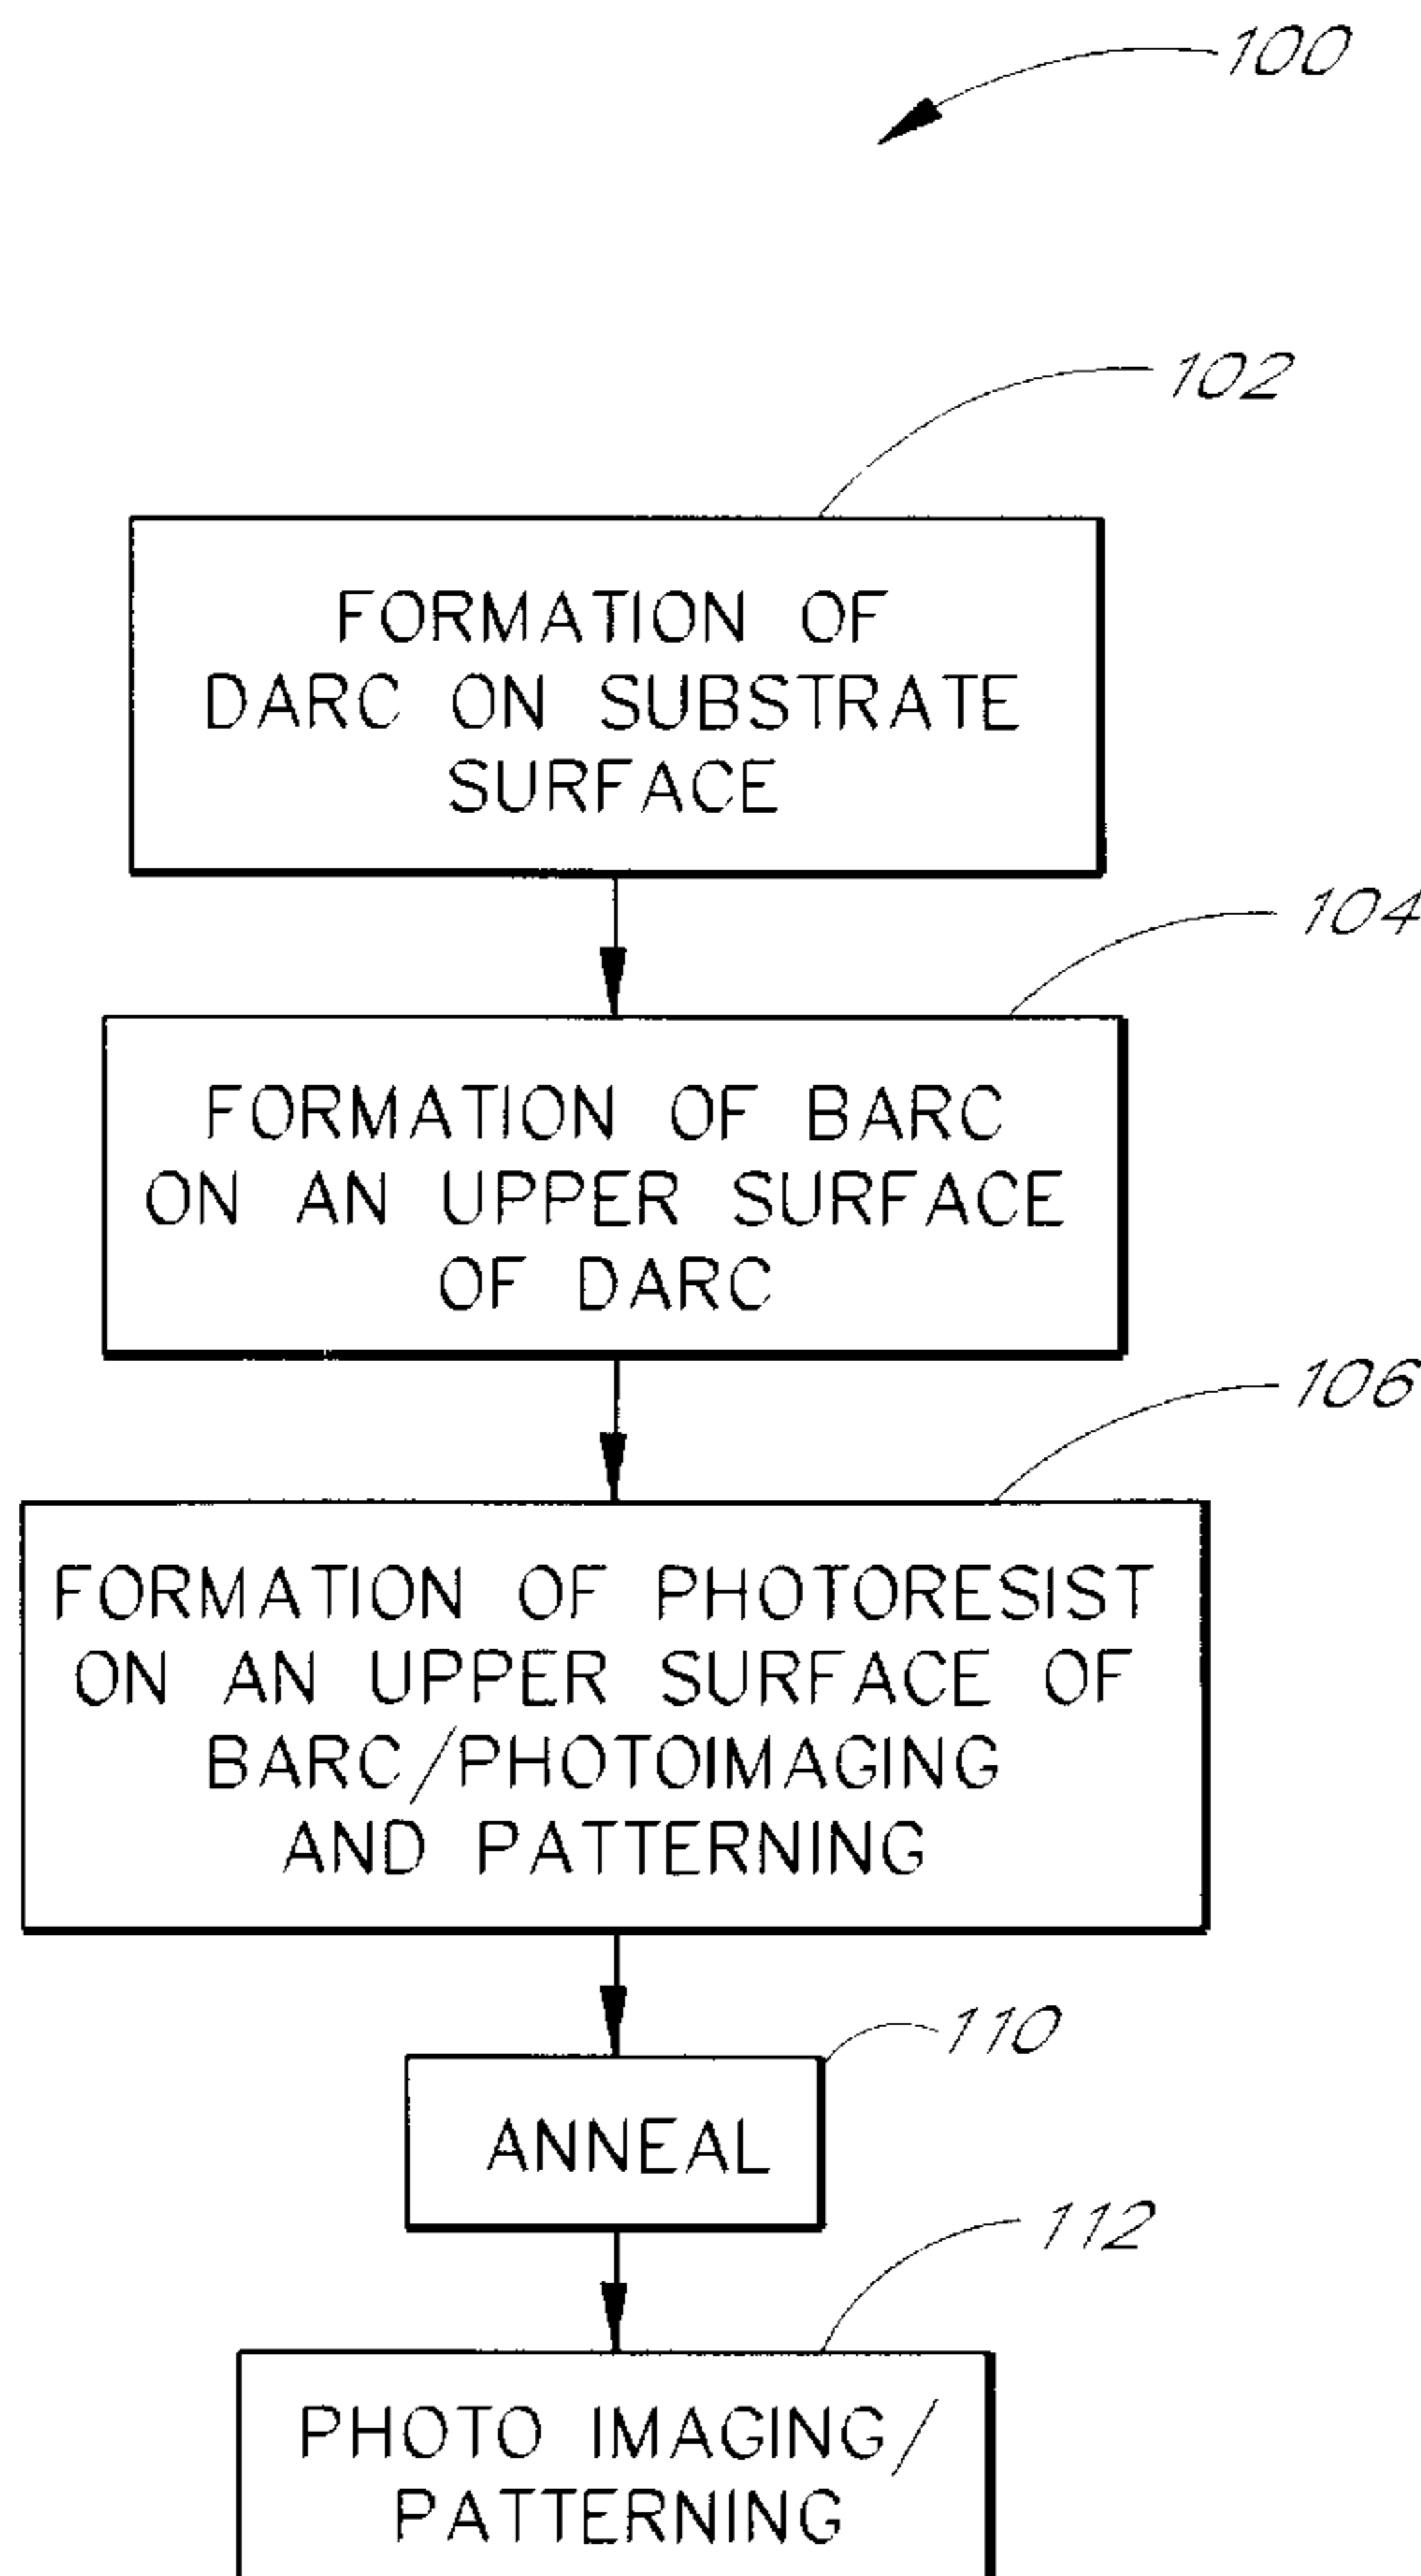 100
102
FORMATION OF
DARC ON SUBSTRATE
SURFACE
104
FORMATION OF BARC
ON AN UPPER SURFACE
OF DARC
106
FORMATION OF PHOTORESIST
ON AN UPPER SURFACE OF
BARC/PHOTOIMAGING
AND PATTERNING
110
ANNEAL
112
PHOTO IMAGING/
PATTERNING